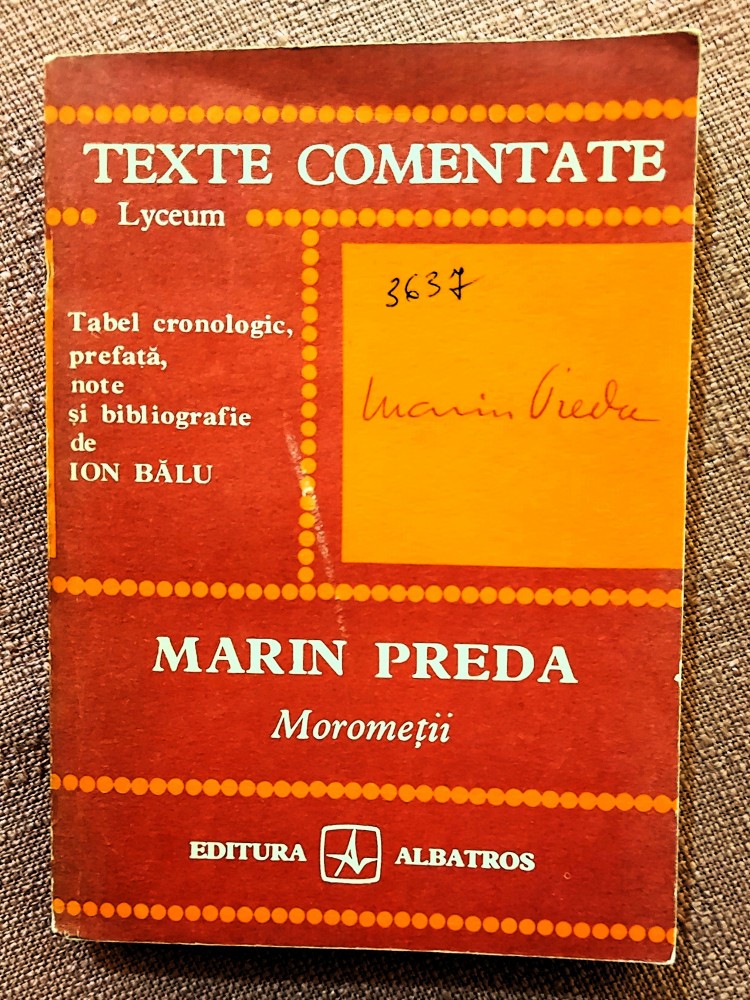 TEXTE COMENTATE
Lyceum
Tabel cronologic,
prefață,
note
și bibliografie
de
ION BĂLU
3637
Marin Preda
MARIN PREDA
Moromeții
EDITURA ALBATROS